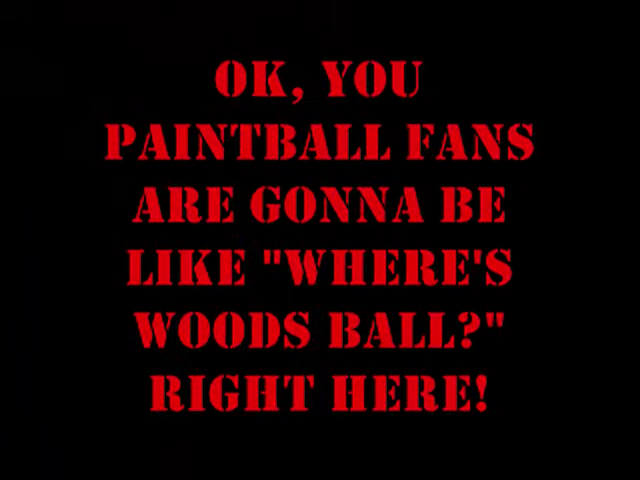 OK, YOU
PAINTBALL FANS
ARE GONNA BE
LIKE "WHERE'S
WOODS BALL?"
RIGHT HERE!